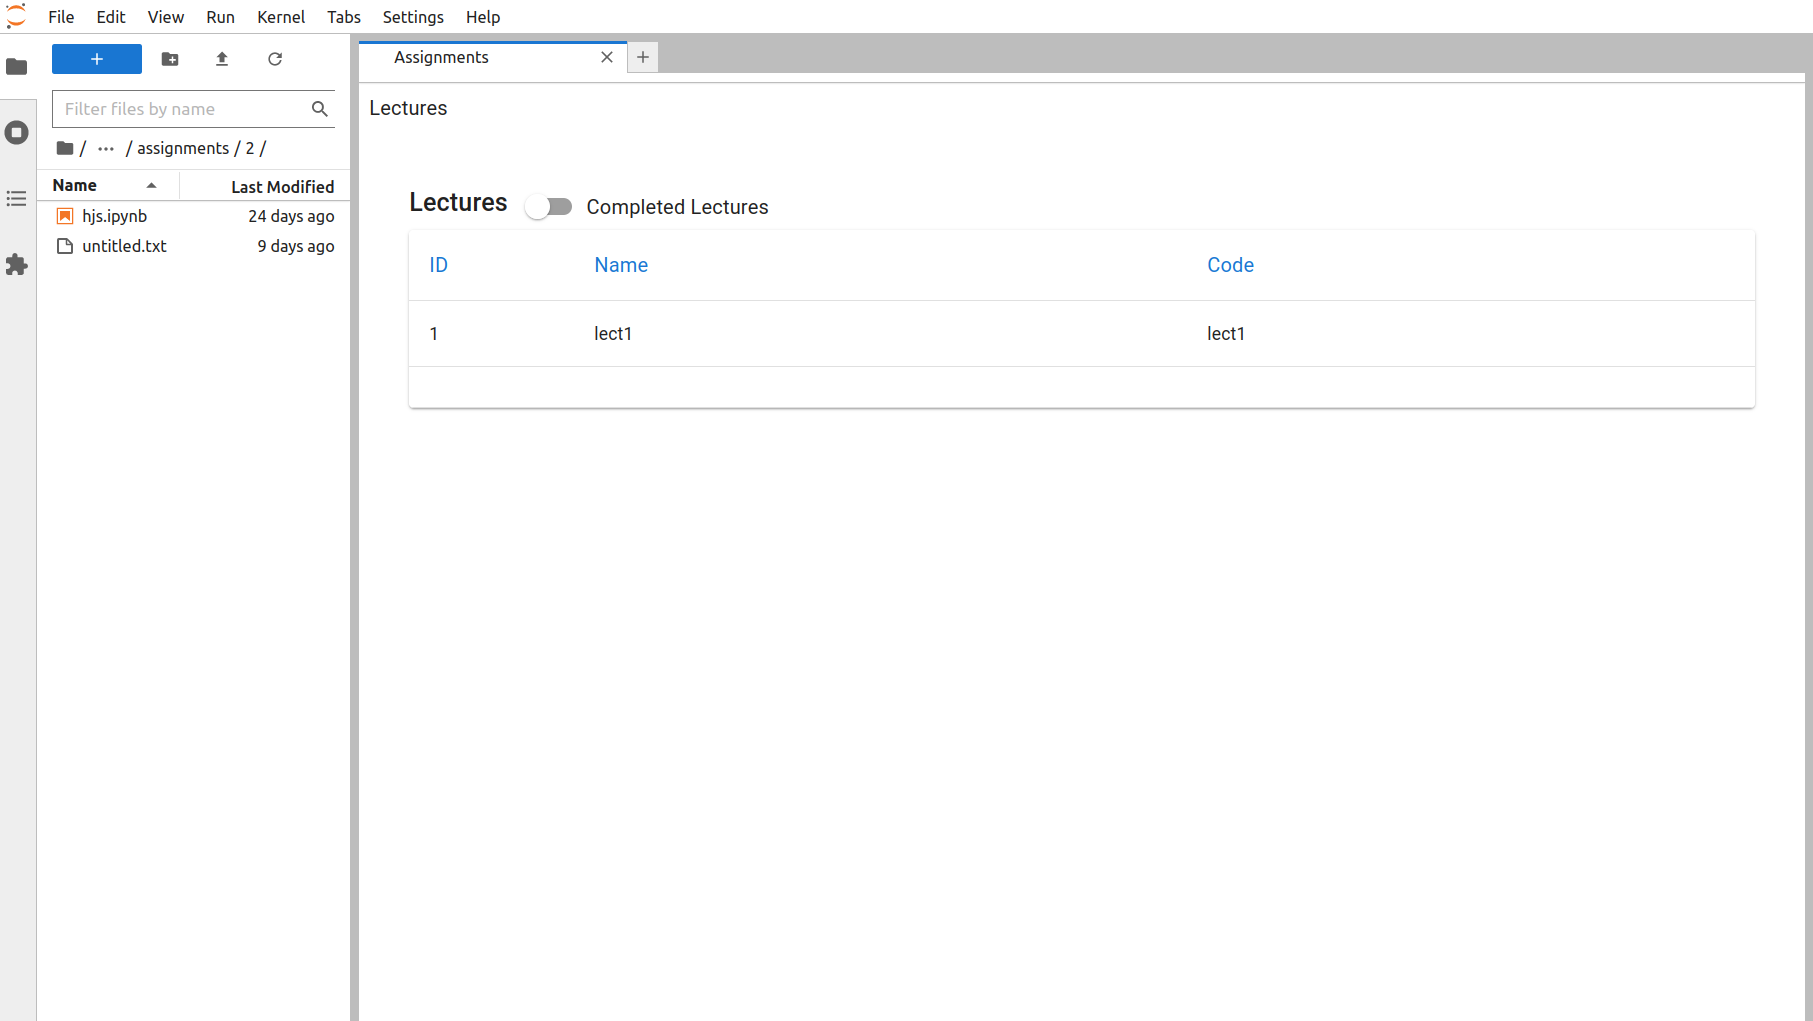 File Edit View Run Kernel Tabs Settings Help
Filter files by name
/ ··· / assignments / 2 /
Name Last Modified
hjs.ipynb 24 days ago
untitled.txt 9 days ago
Assignments
Lectures
Lectures Completed Lectures
ID Name Code
1 lect1 lect1